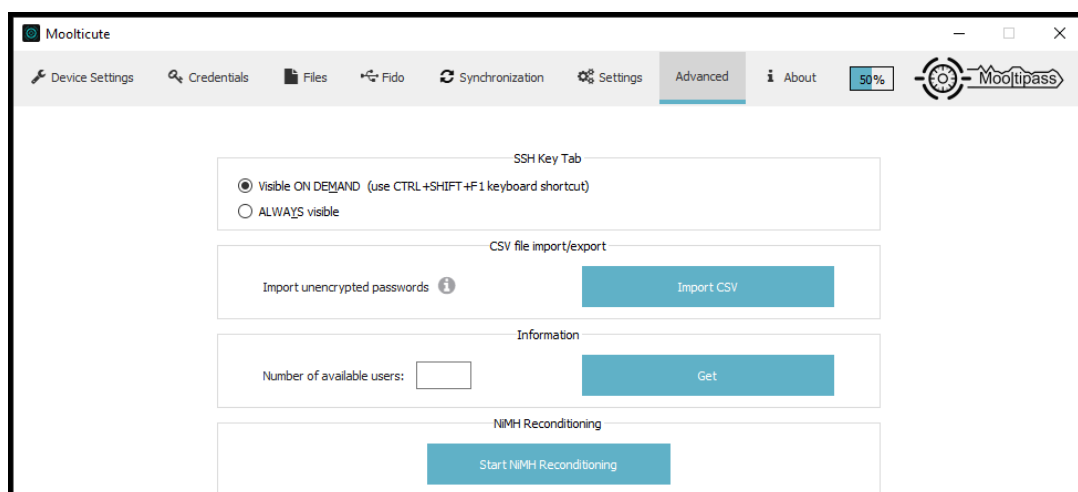 Moolticute
Device Settings Credentials Files Fido Synchronization Settings Advanced About 50% Mooltipass
SSH Key Tab
Visible ON DEMAND (use CTRL+SHIFT+F1 keyboard shortcut)
ALWAYS visible
CSV file import/export
Import unencrypted passwords Import CSV
Information
Number of available users: Get
NiMH Reconditioning
Start NiMH Reconditioning